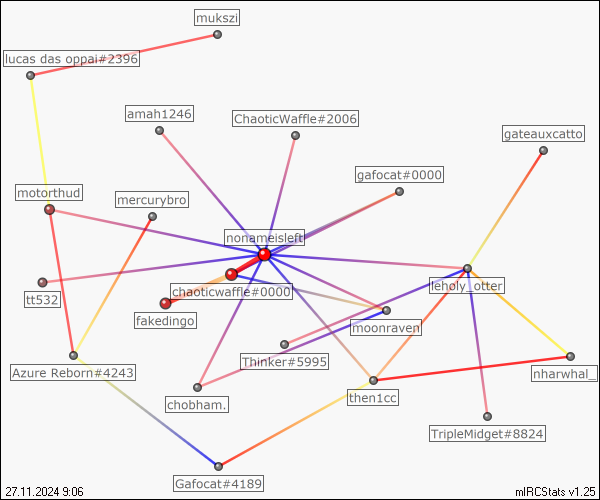 mukszi
lucas das oppai#2396
amah1246
ChaoticWaffle#2006
gateauxcatto
gafocat#0000
motorthud
mercurybro
nonameisleft
leholy_otter
chaoticwaffle#0000
tt532
fakedingo
moonraven
Thinker#5995
Azure Reborn#4243
nharwhal_
then1cc
chobham.
TripleMidget#8824
Gafocat#4189
27.11.2024 9:06
mIRCStats v1.25